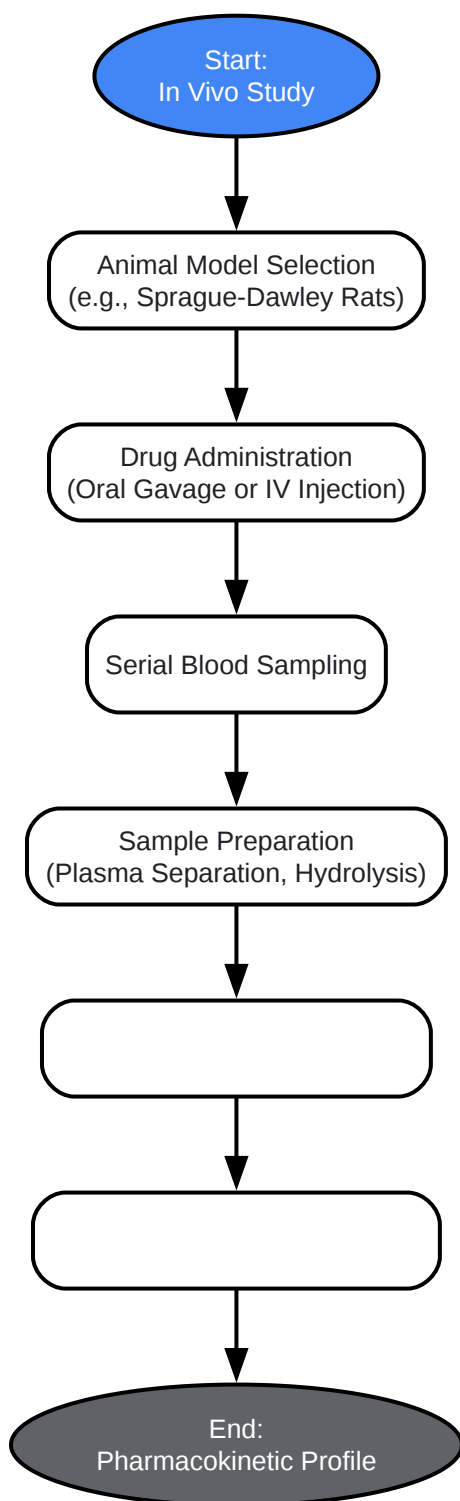 Start:
In Vivo Study
Animal Model Selection
(e.g., Sprague-Dawley Rats)
Drug Administration
(Oral Gavage or IV Injection)
Serial Blood Sampling
Sample Preparation
(Plasma Separation, Hydrolysis)
End:
Pharmacokinetic Profile